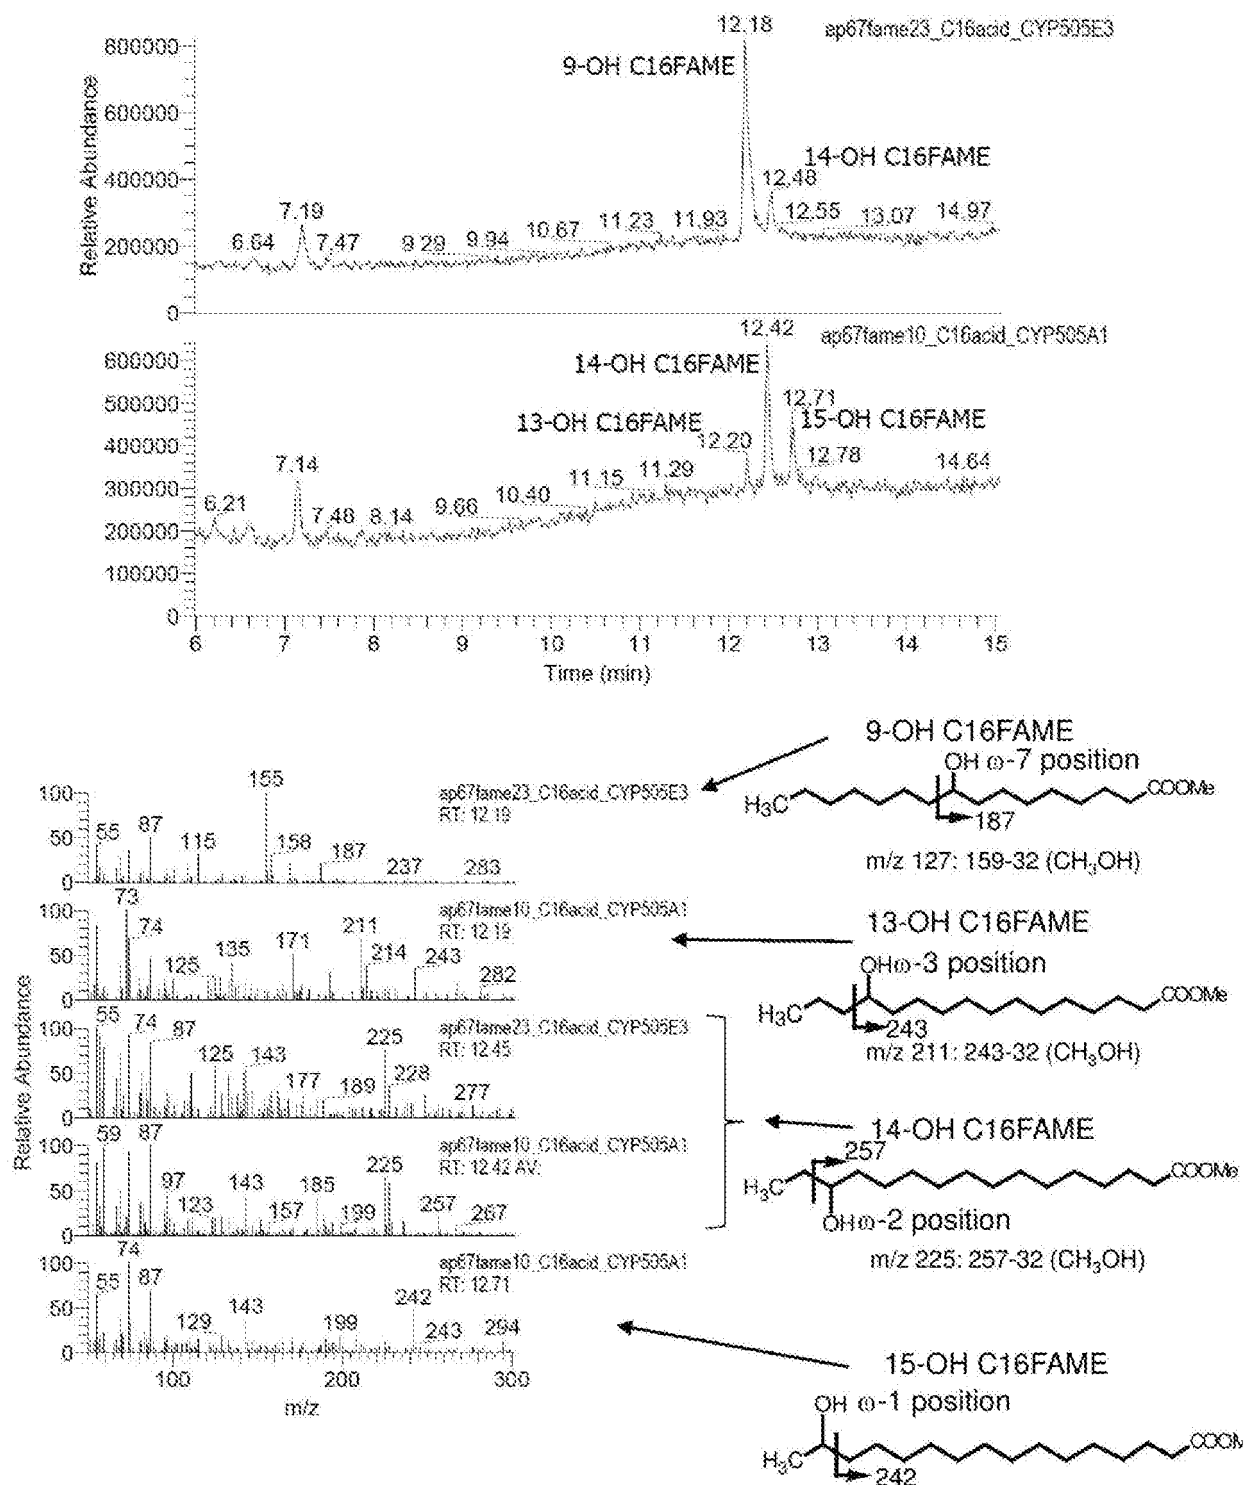 12.18
ap67fame23_C16acid_CYP505E3
9-OH C16FAME
14-OH C16FAME
12.48
7.19
6.64
7.47
9.29
9.94
10.67
11.23
11.93
12.55
13.07
14.97
800000
600000
400000
200000
0
Relative Abundance
12.42
ap67fame10_C16acid_CYP505A1
14-OH C16FAME
12.71
13-OH C16FAME
15-OH C16FAME
12.20
12.78
14.64
7.14
6.21
7.48
8.14
9.66
10.40
11.15
11.29
600000
500000
400000
300000
200000
100000
0
6 7 8 9 10 11 12 13 14 15
Time (min)
9-OH C16FAME
OH ω-7 position
H₃C
COOMe
187
m/z 127: 159-32 (CH₃OH)
155
ap67fame23_C16acid_CYP505E3
RT: 12.19
100
50
0
55
87
115
158
187
237
283
13-OH C16FAME
OHω-3 position
H₃C
COOMe
243
m/z 211: 243-32 (CH₃OH)
73
ap67fame10_C16acid_CYP505A1
RT: 12.19
100
50
0
74
125
135
171
211
214
243
282
ap67fame23_C16acid_CYP505E3
RT: 12.45
100
50
0
55
74
87
125
143
177
189
225
228
277
14-OH C16FAME
257
H₃C
COOMe
OHω-2 position
m/z 225: 257-32 (CH₃OH)
ap67fame10_C16acid_CYP505A1
RT: 12.42 AV:
100
50
0
59
87
97
123
143
157
185
199
225
257
267
ap67fame10_C16acid_CYP505A1
RT: 12.71
100
50
0
55
74
87
129
143
199
242
243
294
Relative Abundance
100 200 300
m/z
15-OH C16FAME
OH ω-1 position
H₃C
COOM
242